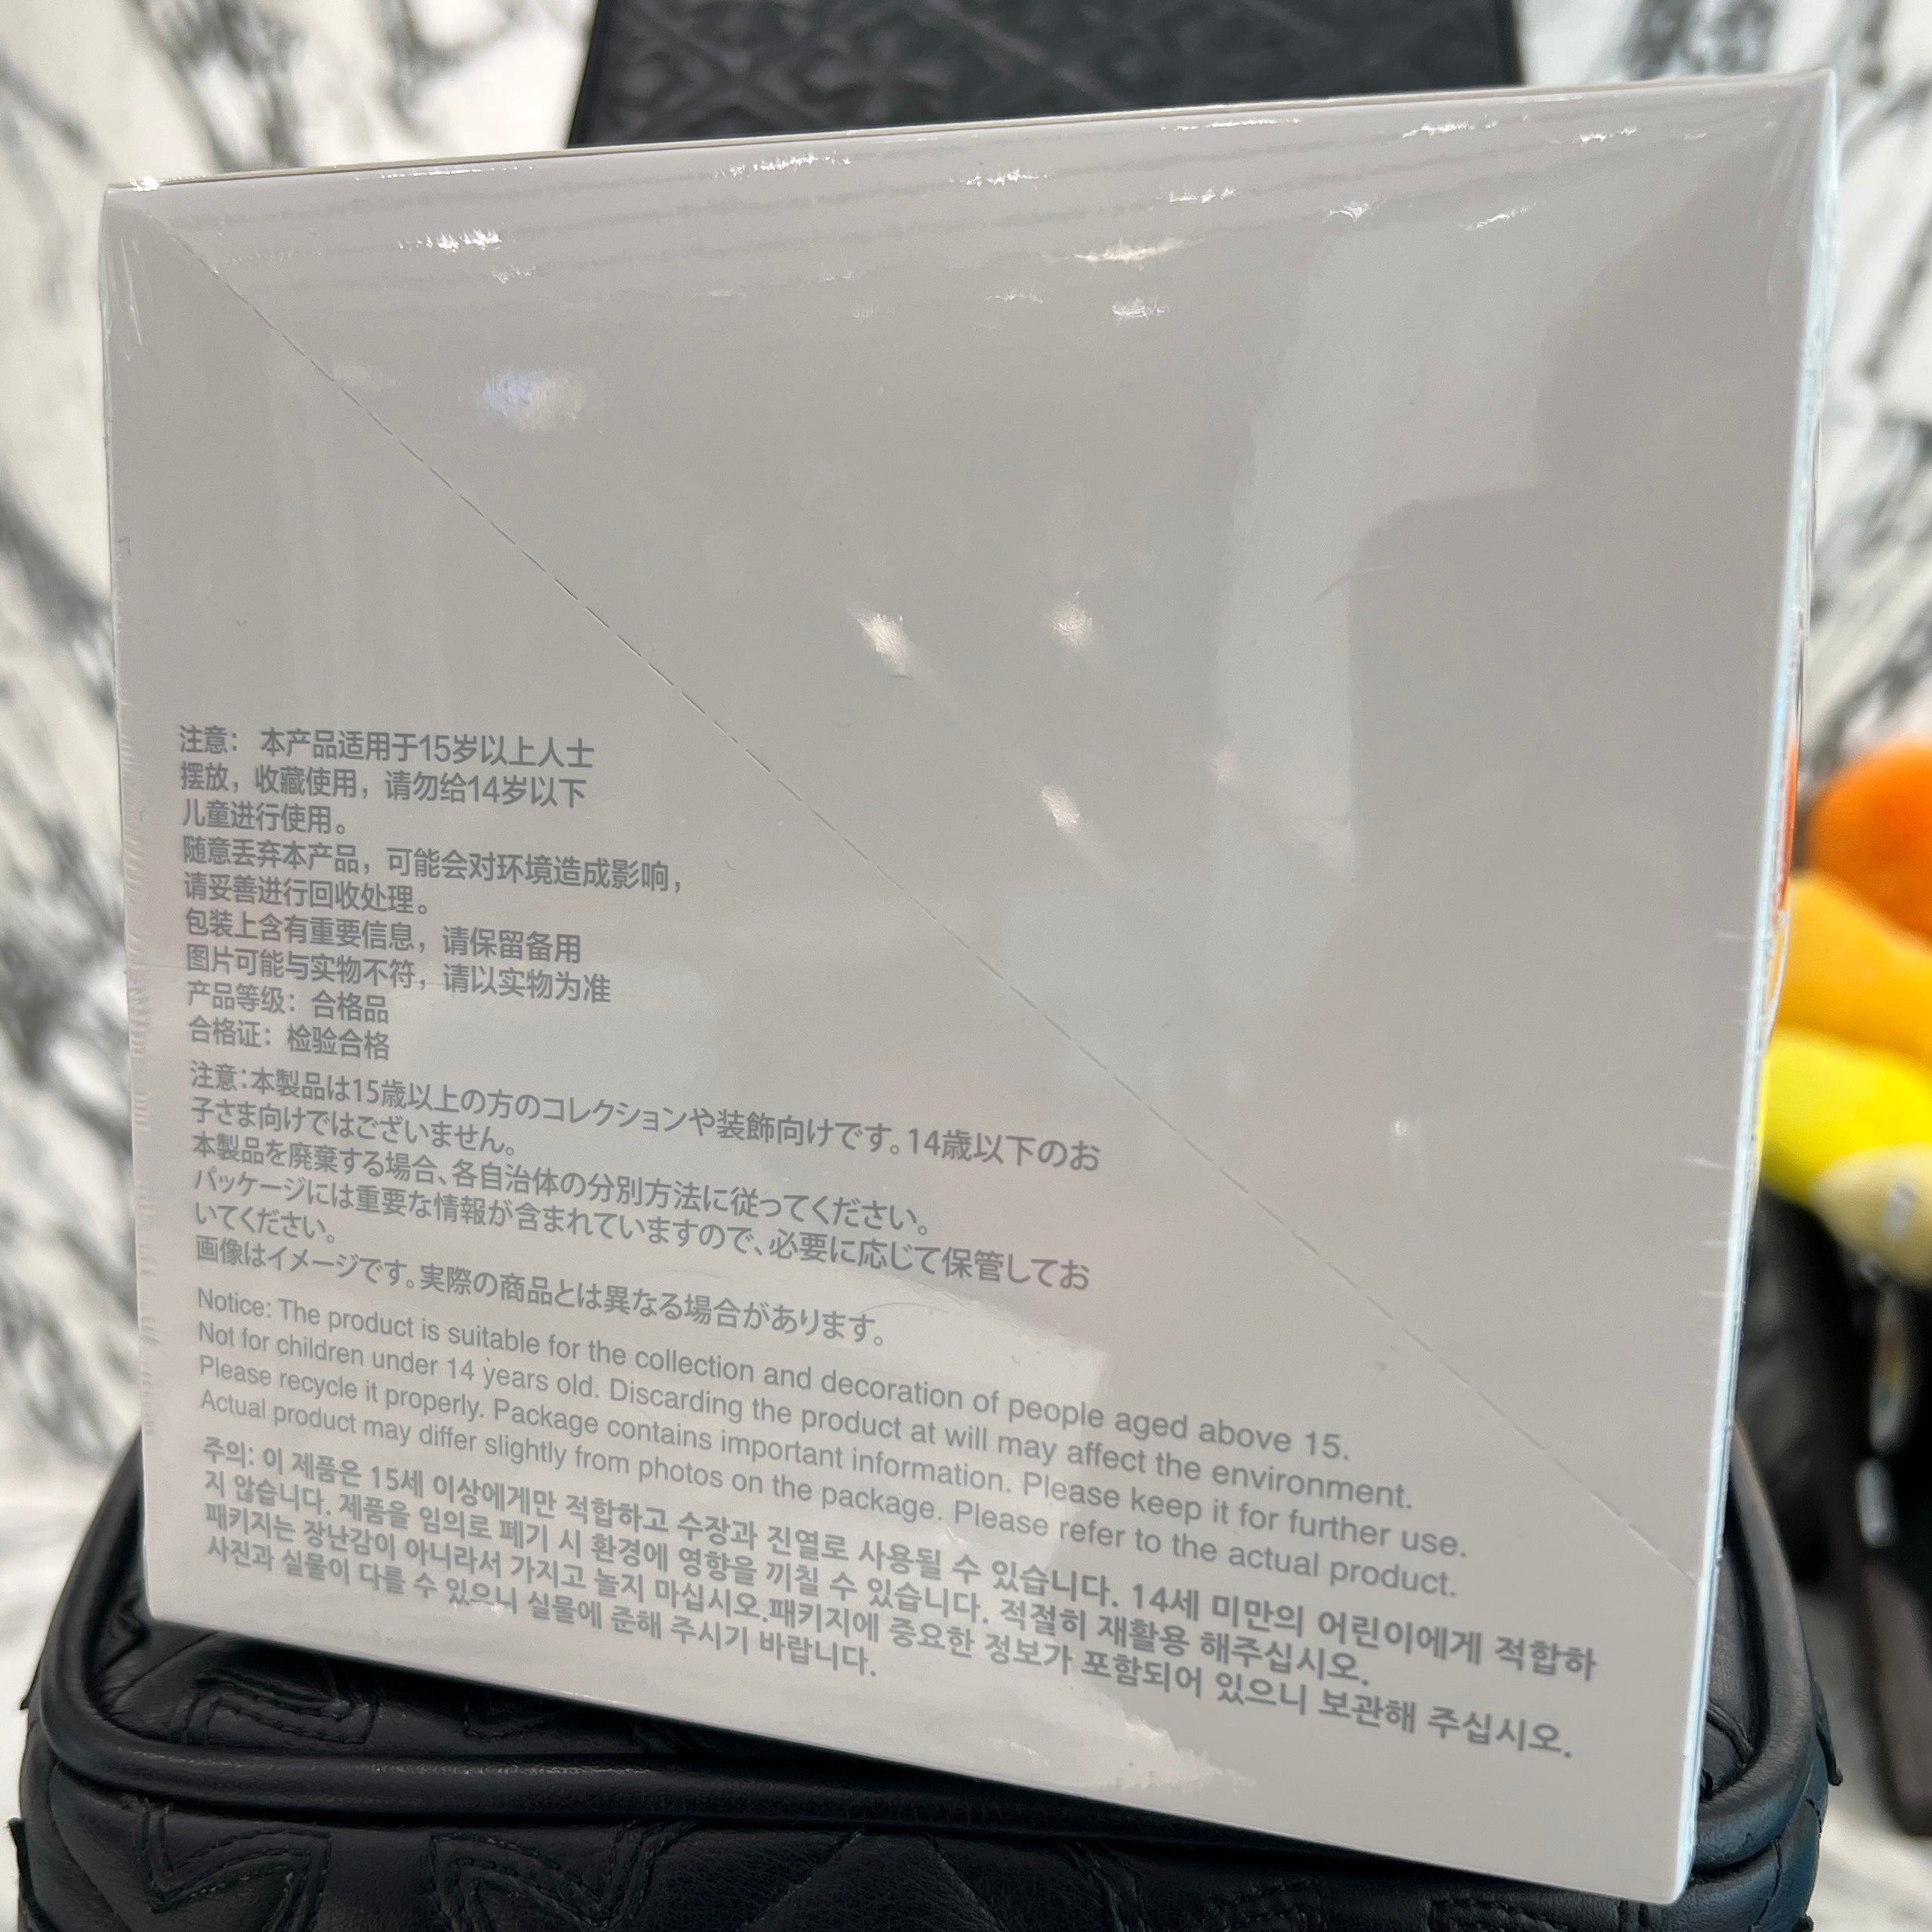 注意： 本产品适用于15岁以上人士
摆放，收藏使用，请勿给14岁以下
儿童进行使用。
随意丢弃本产品，可能会对环境造成影响，
请妥善进行回收处理。
包装上含有重要信息，请保留备用
图片可能与实物不符，请以实物为准
产品等级：合格品
合格证：检验合格
注意：本製品は15歳以上の方のコレクションや装飾向けです。14歳以下のお
子さま向けではございません。
本製品を廃棄する場合、各自治体の分別方法に従ってください。
パッケージには重要な情報が含まれていますので、必要に応じて保管してお
いてください。
画像はイメージです。実際の商品とは異なる場合があります。
Notice: The product is suitable for the collection and decoration of people aged above 15.
Not for children under 14 years old. Discarding the product at will may affect the environment.
Please recycle it properly. Package contains important information. Please keep it for further use.
Actual product may differ slightly from photos on the package. Please refer to the actual product.
주의: 이 제품은 15세 이상에게만 적합하고 수장과 진열로 사용될 수 있습니다. 14세 미만의 어린이에게 적합하
지 않습니다. 제품을 임의로 폐기 시 환경에 영향을 끼칠 수 있습니다. 적절히 재활용 해주십시오.
패키지는 장난감이 아니라서 가지고 놀지 마십시오.패키지에 중요한 정보가 포함되어 있으니 보관해 주십시오.
사진과 실물이 다를 수 있으니 실물에 준해 주시기 바랍니다.